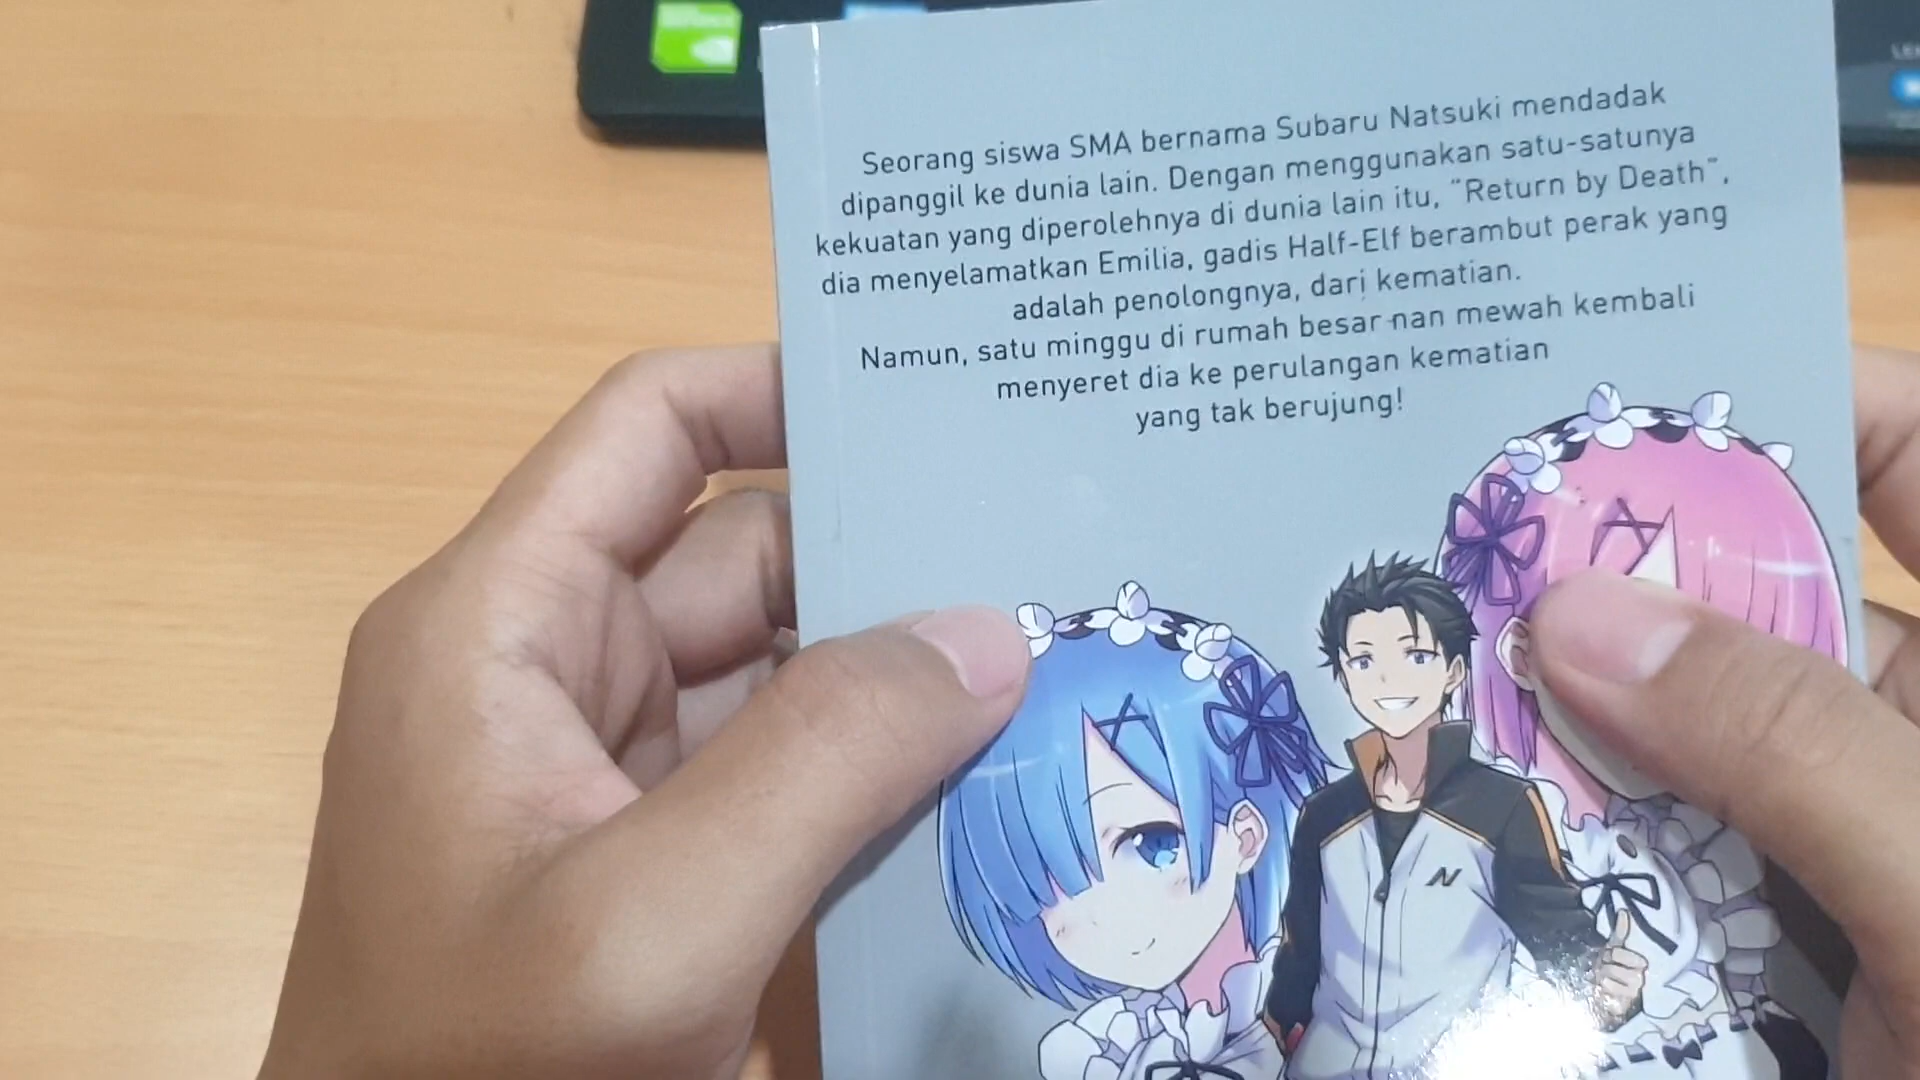 Seorang siswa SMA bernama Subaru Natsuki mendadak
dipanggil ke dunia lain. Dengan menggunakan satu-satunya
kekuatan yang diperolehnya di dunia lain itu, "Return by Death",
dia menyelamatkan Emilia, gadis Half-Elf berambut perak yang
adalah penolongnya, dari kematian.
Namun, satu minggu di rumah besar nan mewah kembali
menyeret dia ke perulangan kematian
yang tak berujung!
N